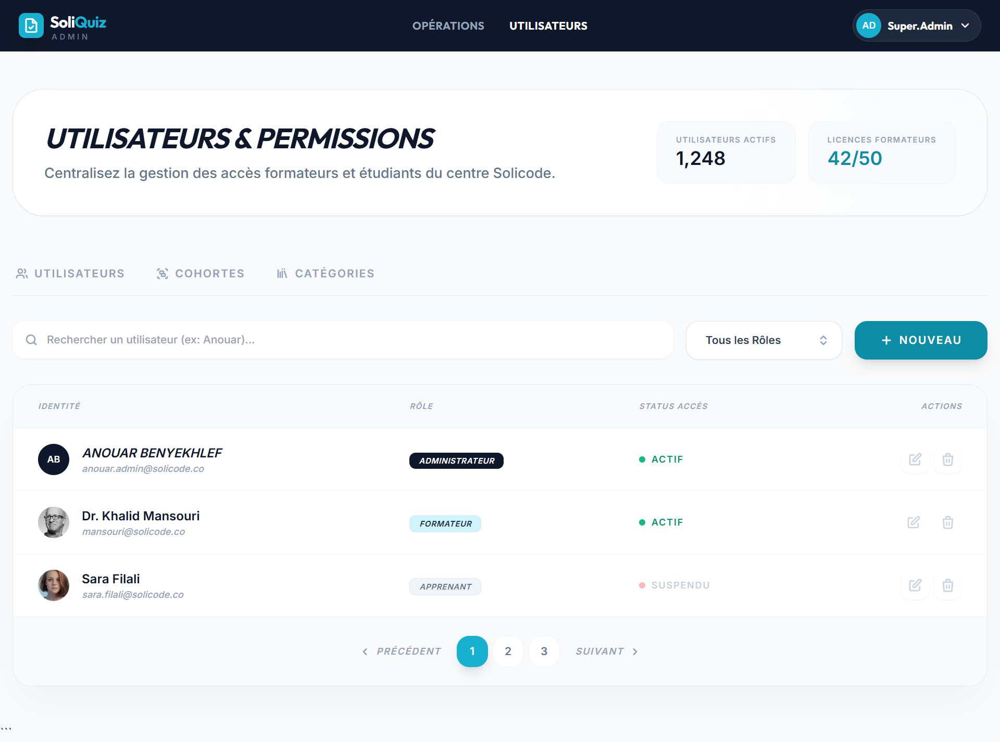 SoliQuiz
ADMIN
OPÉRATIONS
UTILISATEURS
AD
Super.Admin
UTILISATEURS & PERMISSIONS
Centralisez la gestion des accès formateurs et étudiants du centre Solicode.
UTILISATEURS ACTIFS
1,248
LICENCES FORMATEURS
42/50
UTILISATEURS
COHORTES
CATÉGORIES
Rechercher un utilisateur (ex: Anouar)...
Tous les Rôles
+ NOUVEAU
IDENTITÉ
RÔLE
STATUS ACCÈS
ACTIONS
AB
ANOUAR BENYEKHLEF
anouar.admin@solicode.co
ADMINISTRATEUR
ACTIF
Dr. Khalid Mansouri
mansouri@solicode.co
FORMATEUR
ACTIF
Sara Filali
sara.filali@solicode.co
APPRENANT
SUSPENDU
PRÉCÉDENT
1
2
3
SUIVANT
```